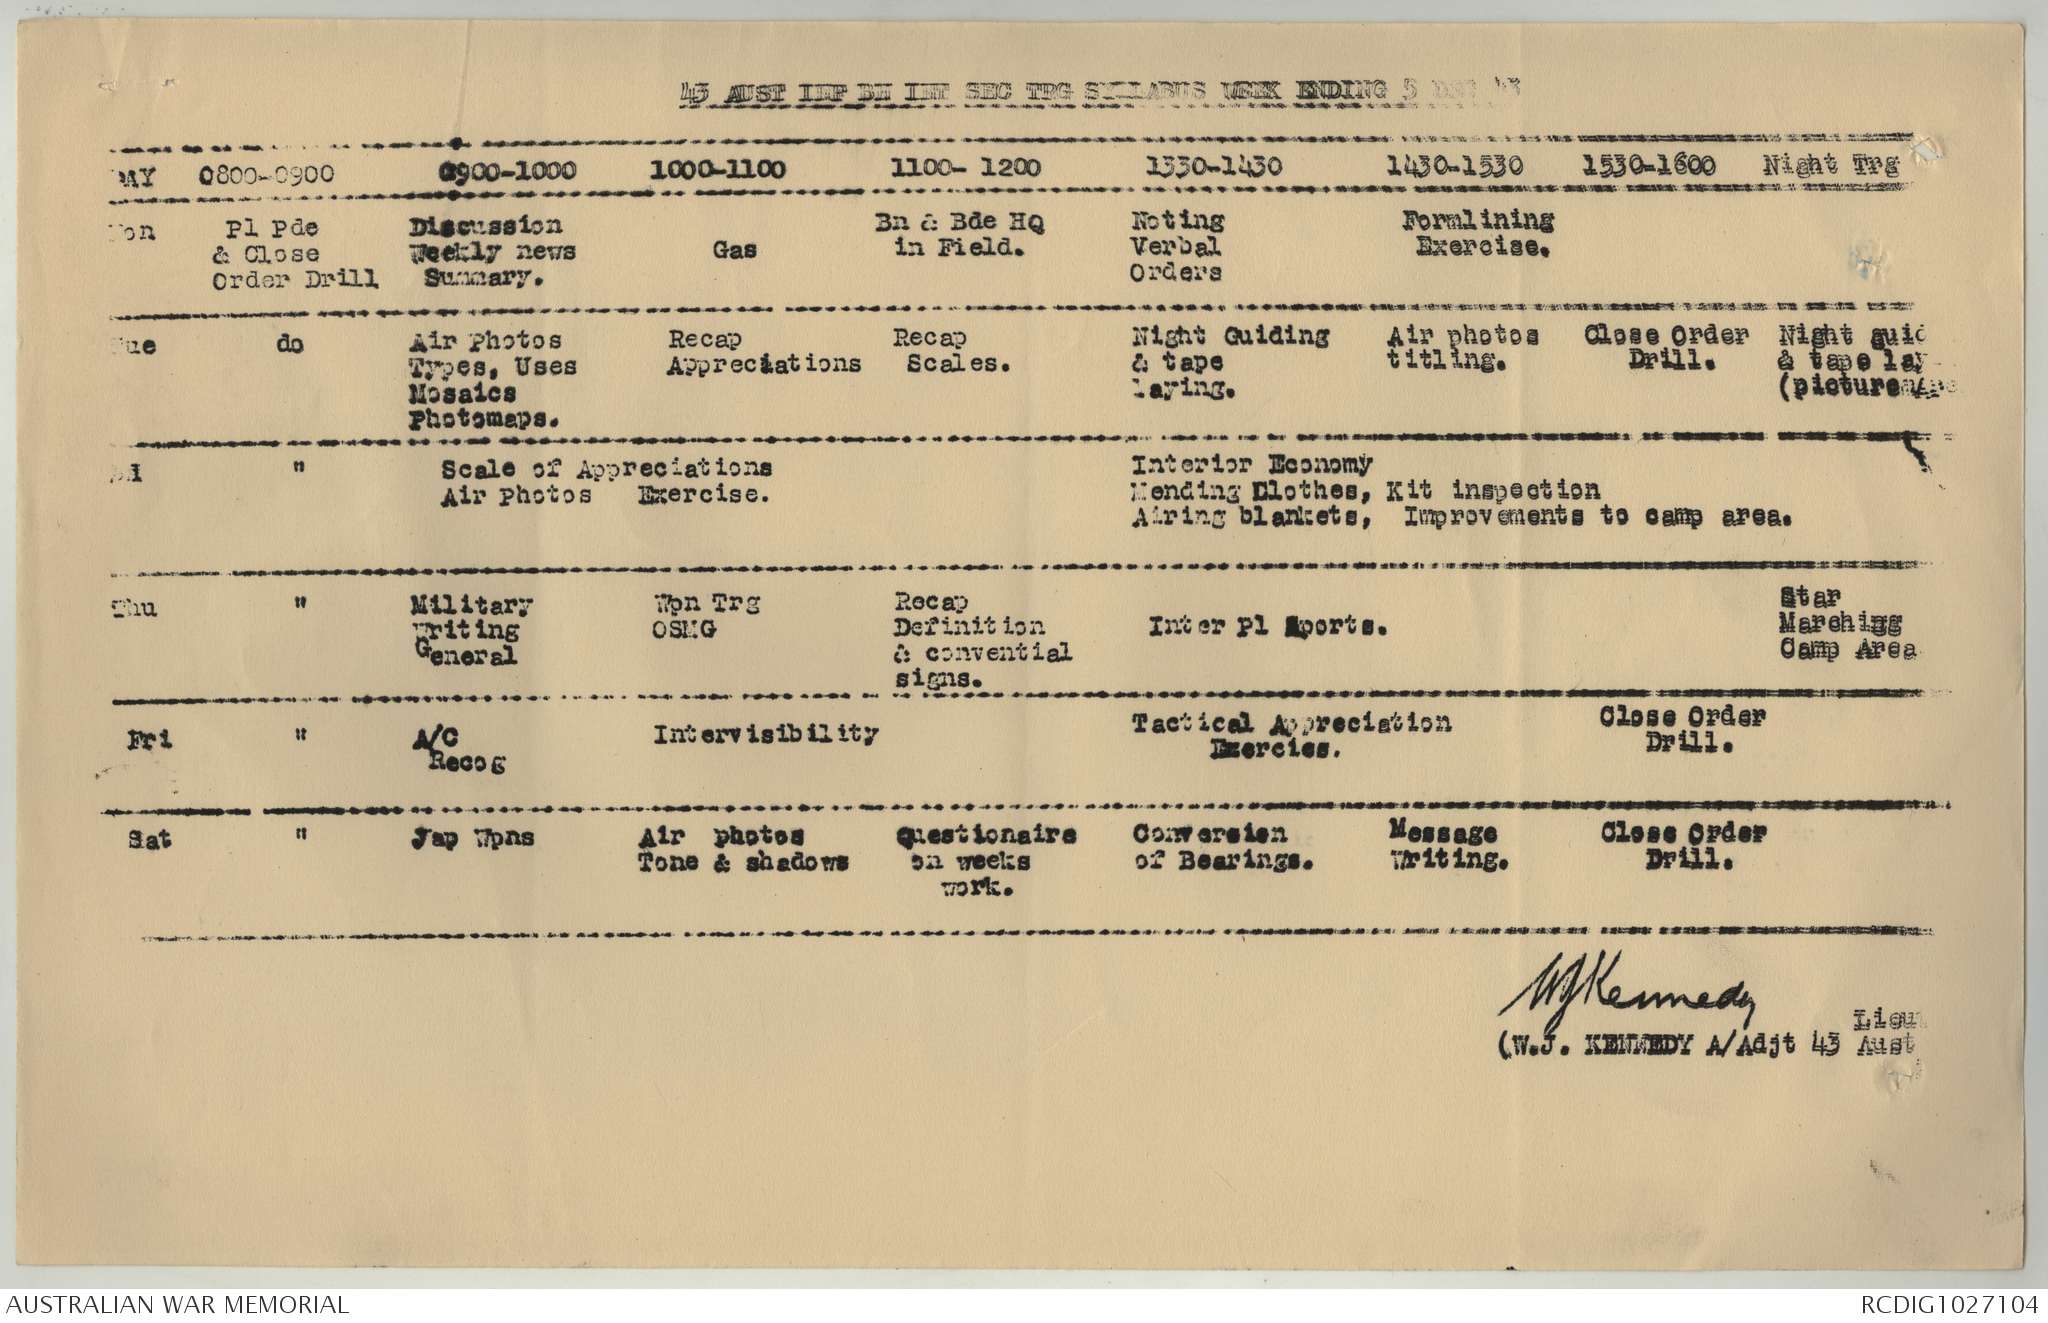 43 AUST INF BN INT SEC TRG SYLLABUS WEEK ENDING 5 DEC 43
DAY 0800-0900 0900-1000 1000-1100 1100- 1200 1330-1430 1430-1530 1530-1600 Night Trg
Mon Pl Pde Discussion Bn & Bde HQ Noting Formlining
& Close Weekly news Gas in Field. Verbal Exercise.
Order Drill Summary. Orders
Tue do Air Photos Recap Recap Night Guiding Air photos Close Order Night guid
Types, Uses Appreciations Scales. & tape titling. Drill. & tape lay
Mosaics laying. (picture
Photomaps.
" Scale of Appreciations Interior Economy
Air photos Exercise. Mending Clothes, Kit inspection
Airing blankets, Improvements to camp area.
Thu " Military Wpn Trg Recap Star
Writing OSMG Definition Inter Pl Sports. Marching
General & convential Camp Area
signs.
Fri " A/C Intervisibility Tactical Appreciation Close Order
Recog Exercies. Drill.
Sat " Jap Wpns Air photos Questionaire Conversion Message Close Order
Tone & shadows on weeks of Bearings. Writing. Drill.
work.
WJKennedy
Lieu
(W.J. KENNEDY A/Adjt 43 Aust
AUSTRALIAN WAR MEMORIAL RCDIG1027104